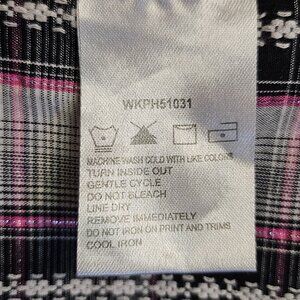 WKPH51031
MACHINE WASH COLD WITH LIKE COLORS
TURN INSIDE OUT
GENTLE CYCLE
DO NOT BLEACH
LINE DRY
REMOVE IMMEDIATELY
DO NOT IRON ON PRINT AND TRIMS
COOL IRON